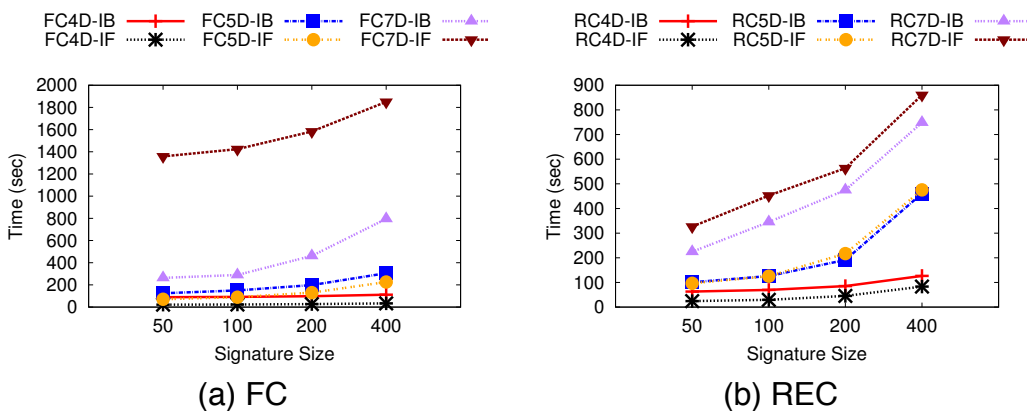 FC4D-IB FC5D-IB FC7D-IB
FC4D-IF FC5D-IF FC7D-IF
2000
1800
1600
1400
1200
1000
800
600
400
200
0
Time (sec)
50 100 200 400
Signature Size
(a) FC
RC4D-IB RC5D-IB RC7D-IB
RC4D-IF RC5D-IF RC7D-IF
900
800
700
600
500
400
300
200
100
0
Time (sec)
50 100 200 400
Signature Size
(b) REC